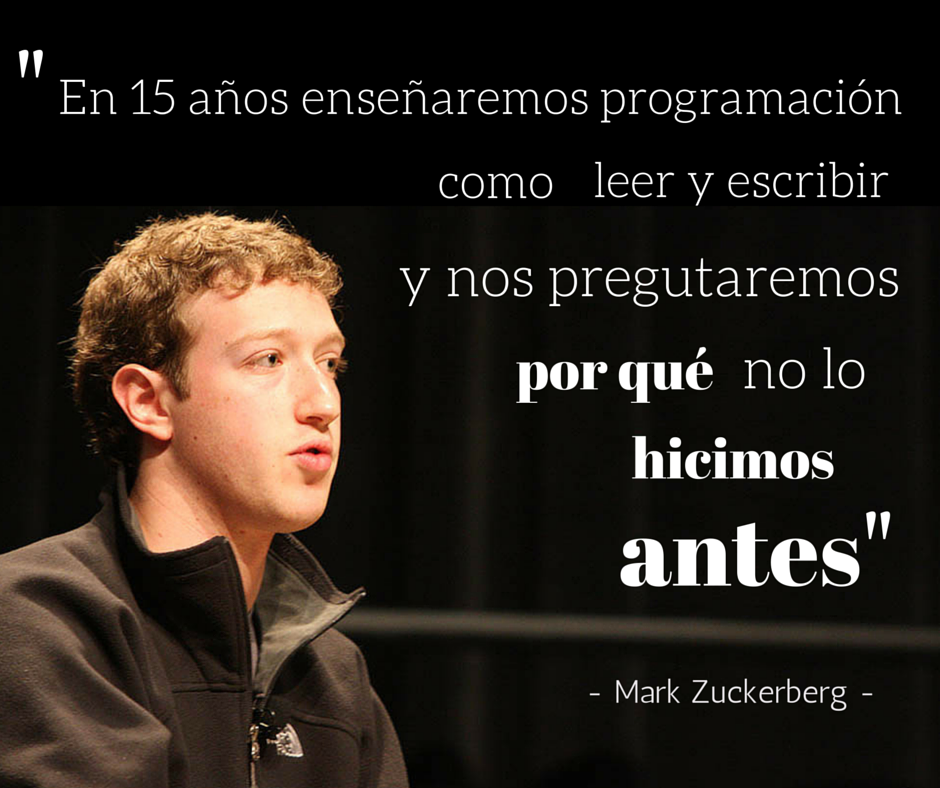 " En 15 años enseñaremos programación
como leer y escribir
y nos pregutaremos
por qué no lo
hicimos
antes"
- Mark Zuckerberg -